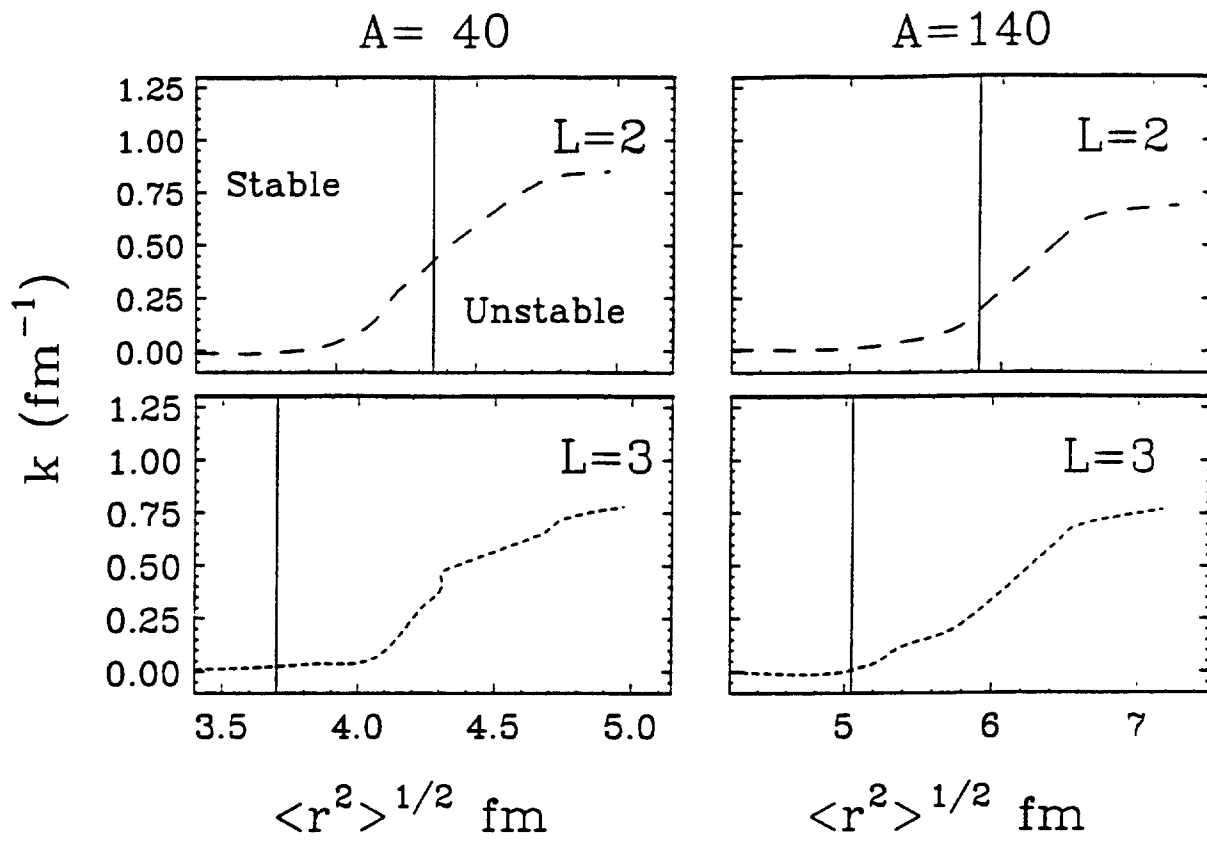 A= 40
A=140
k (fm⁻¹)
1.25
1.00
0.75
0.50
0.25
0.00
L=2
Stable
Unstable
L=2
1.25
1.00
0.75
0.50
0.25
0.00
L=3
L=3
3.5 4.0 4.5 5.0
5 6 7
<r²>¹/² fm
<r²>¹/² fm